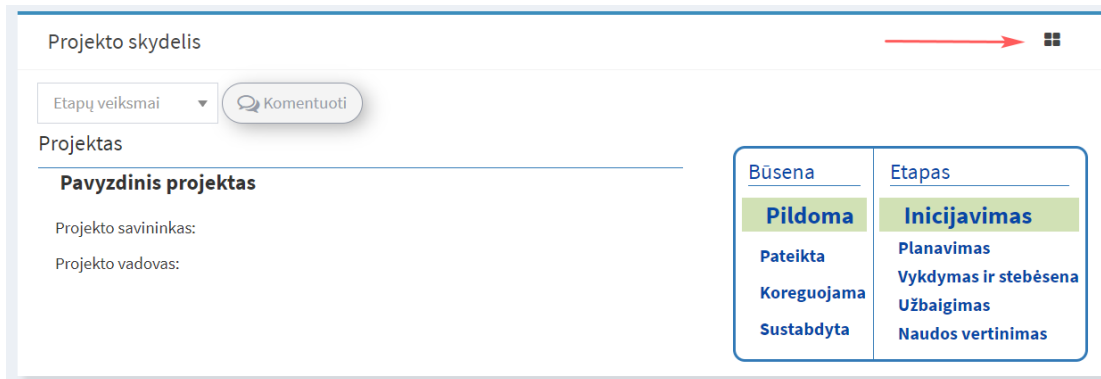 Projekto skydelis
Etapų veiksmai
Komentuoti
Projektas
Pavyzdinis projektas
Projekto savininkas:
Projekto vadovas:
Būsena
Pildoma
Pateikta
Koreguojama
Sustabdyta
Etapas
Inicijavimas
Planavimas
Vykdymas ir stebėsena
Užbaigimas
Naudos vertinimas